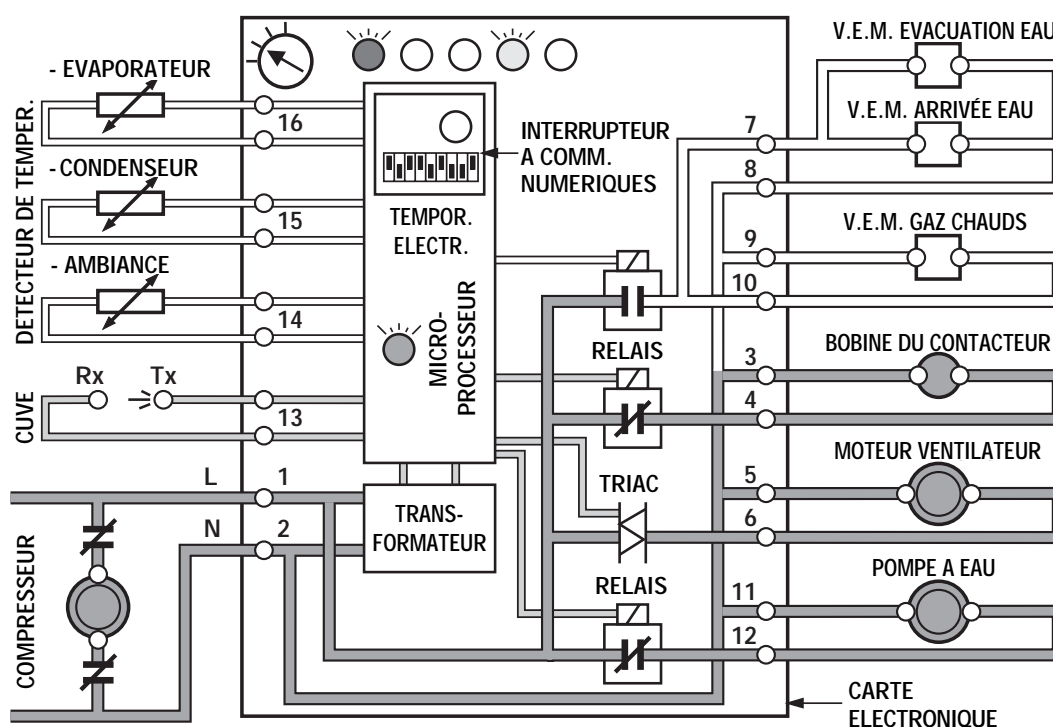 V.E.M. EVACUATION EAU
- EVAPORATEUR
16
INTERRUPTEUR
A COMM.
NUMERIQUES
7
V.E.M. ARRIVÉE EAU
8
DETECTEUR DE TEMPER.
-CONDENSEUR
15
TEMPOR.
ELECTR.
V.E.M. GAZ CHAUDS
9
10
- AMBIANCE
14
MICRO-
PROCESSEUR
RELAIS
BOBINE DU CONTACTEUR
3
4
CUVE
Rx
Tx
13
MOTEUR VENTILATEUR
L
1
TRIAC
5
6
N
2
TRANS-
FORMATEUR
RELAIS
POMPE A EAU
11
12
COMPRESSEUR
CARTE
ELECTRONIQUE